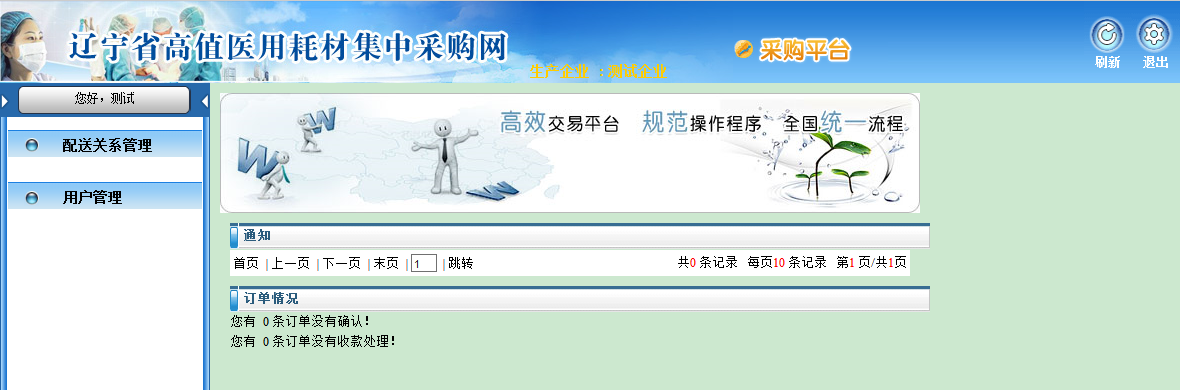 辽宁省高值医用耗材集中采购网
采购平台
生产企业 :测试企业
刷新 退出
您好，测试
配送关系管理
用户管理
高效交易平台 规范操作程序 全国统一流程
W W W
通知
首页 | 上一页 | 下一页 | 末页 | 1 | 跳转 共0 条记录 每页10 条记录 第1 页/共1页
订单情况
您有 0 条订单没有确认!
您有 0 条订单没有收款处理!